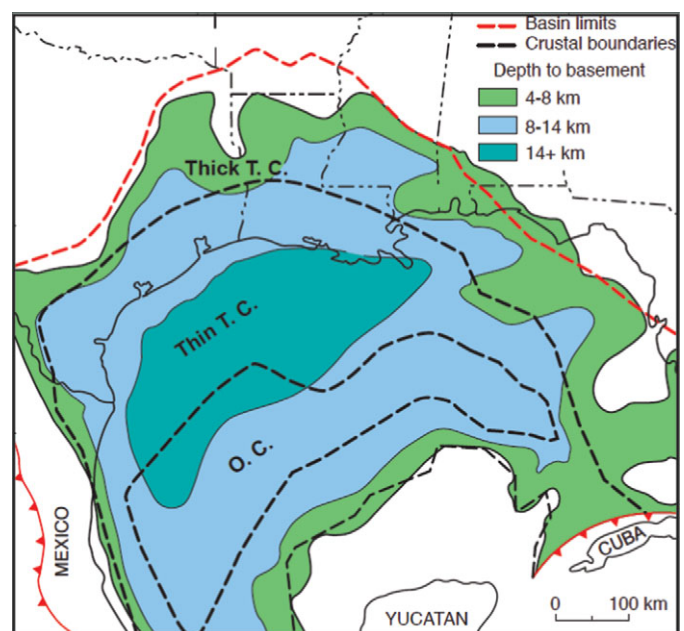 Basin limits
Crustal boundaries
Depth to basement
4-8 km
8-14 km
14+ km
Thick T. C.
Thin T. C.
O. C.
MEXICO
CUBA
YUCATAN
0 100 km